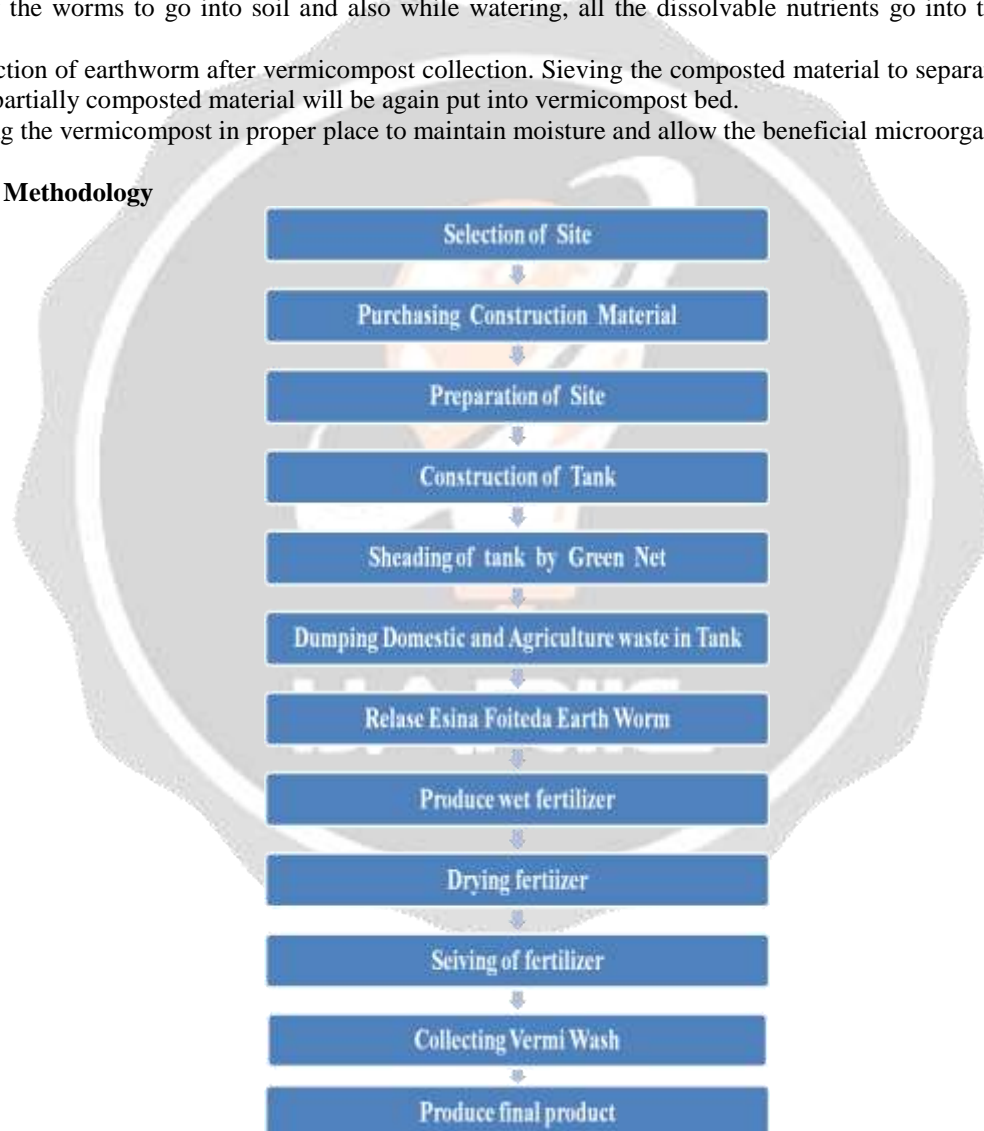 the worms to go into soil and also while watering, all the dissolvable nutrients go into
ction of earthworm after vermicompost collection. Sieving the composted material to separa
partially composted material will be again put into vermicompost bed.
g the vermicompost in proper place to maintain moisture and allow the beneficial microorga
Methodology
Selection of Site
Purchasing Construction Material
Preparation of Site
Construction of Tank
Sheading of tank by Green Net
Dumping Domestic and Agriculture waste in Tank
Relase Esina Foiteda Earth Worm
Produce wet fertilizer
Drying fertiizer
Seiving of fertilizer
Collecting Vermi Wash
Produce final product